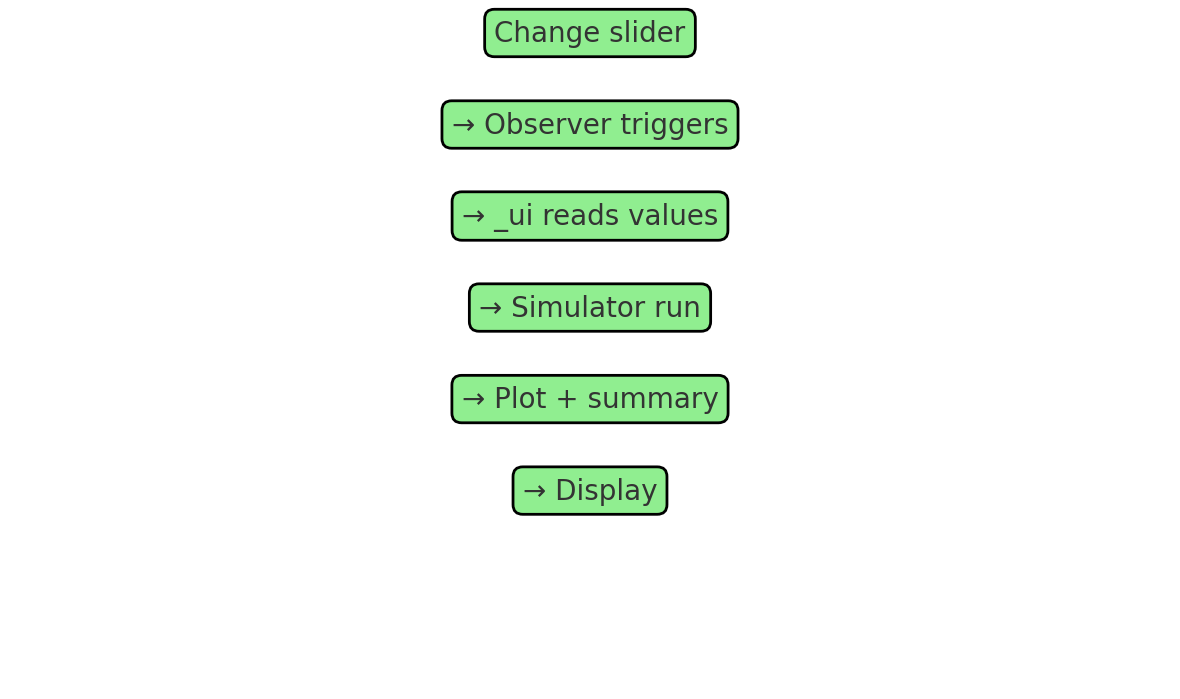 Change slider
→ Observer triggers
→ _ui reads values
→ Simulator run
→ Plot + summary
→ Display